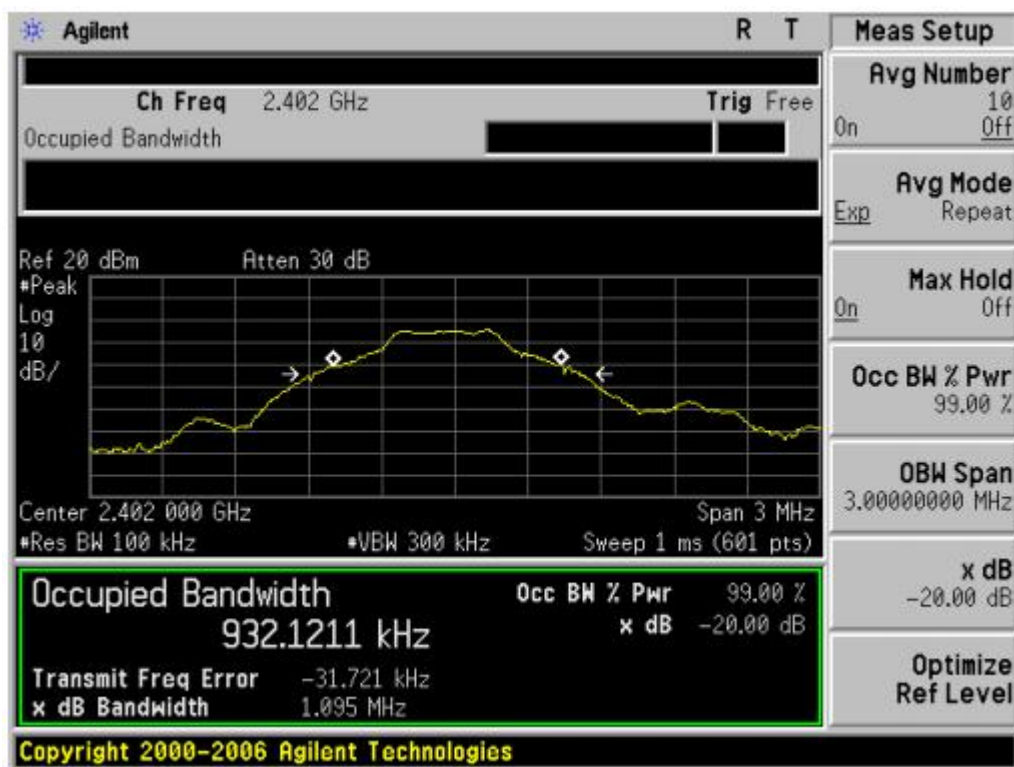 Agilent R T
Ch Freq 2.402 GHz Trig Free
Occupied Bandwidth
Ref 20 dBm Atten 30 dB
#Peak
Log
10
dB/
Center 2.402 000 GHz Span 3 MHz
#Res BW 100 kHz #VBW 300 kHz Sweep 1 ms (601 pts)
Occupied Bandwidth Occ BW % Pwr 99.00 %
932.1211 kHz x dB -20.00 dB
Transmit Freq Error -31.721 kHz
x dB Bandwidth 1.095 MHz
Copyright 2000-2006 Agilent Technologies
Meas Setup
Avg Number
10
On Off
Avg Mode
Exp Repeat
Max Hold
On Off
Occ BW % Pwr
99.00 %
OBW Span
3.00000000 MHz
x dB
-20.00 dB
Optimize
Ref Level